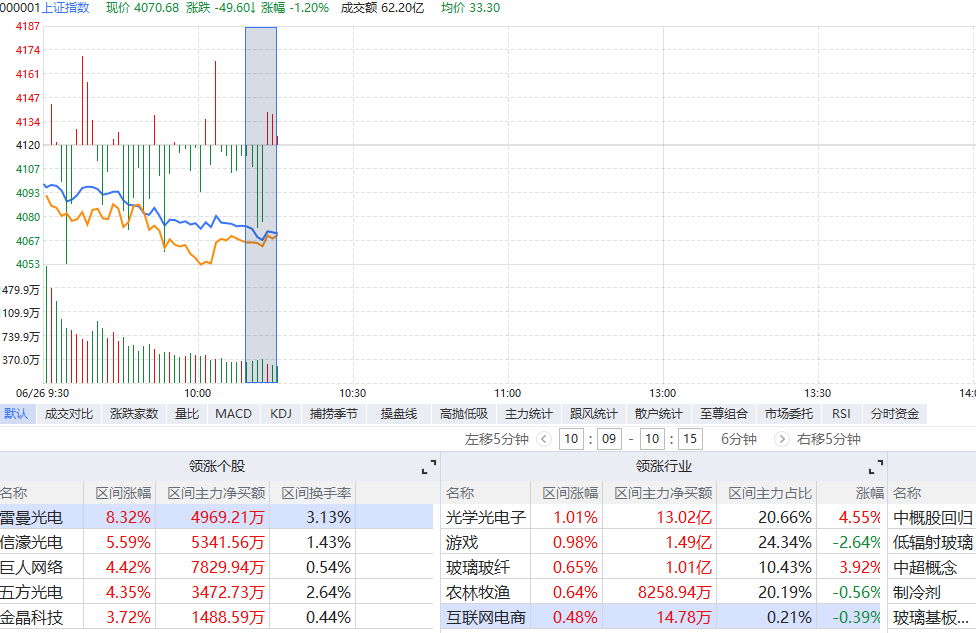 000001上证指数 现价 4070.68 涨跌 -49.60↓ 涨幅 -1.20% 成交额 62.20亿 均价 33.30
4187
4174
4161
4147
4134
4120
4107
4093
4080
4067
4053
479.9万
109.9万
739.9万
370.0万
06/26 9:30 10:00 10:30 11:00 13:00 13:30 14:0
默认 成交对比 涨跌家数 量比 MACD KDJ 捕捞季节 操盘线 高抛低吸 主力统计 跟风统计 散户统计 至尊组合 市场委托 RSI 分时资金
左移5分钟 < 10 : 09 - 10 : 15 6分钟 > 右移5分钟
领涨个股 领涨行业
名称 区间涨幅 区间主力净买额 区间换手率 名称 区间涨幅 区间主力净买额 区间主力占比 涨幅 名称
雷曼光电 8.32% 4969.21万 3.13% 光学光电子 1.01% 13.02亿 20.66% 4.55% 中概股回归
信濠光电 5.59% 5341.56万 1.43% 游戏 0.98% 1.49亿 24.34% -2.64% 低辐射玻璃
巨人网络 4.42% 7829.94万 0.54% 玻璃玻纤 0.65% 1.01亿 10.43% 3.92% 中超概念
五方光电 4.35% 3472.73万 2.64% 农林牧渔 0.64% 8258.94万 20.19% -0.56% 制冷剂
金晶科技 3.72% 1488.59万 0.44% 互联网电商 0.48% 14.78万 0.21% -0.39% 玻璃基板...